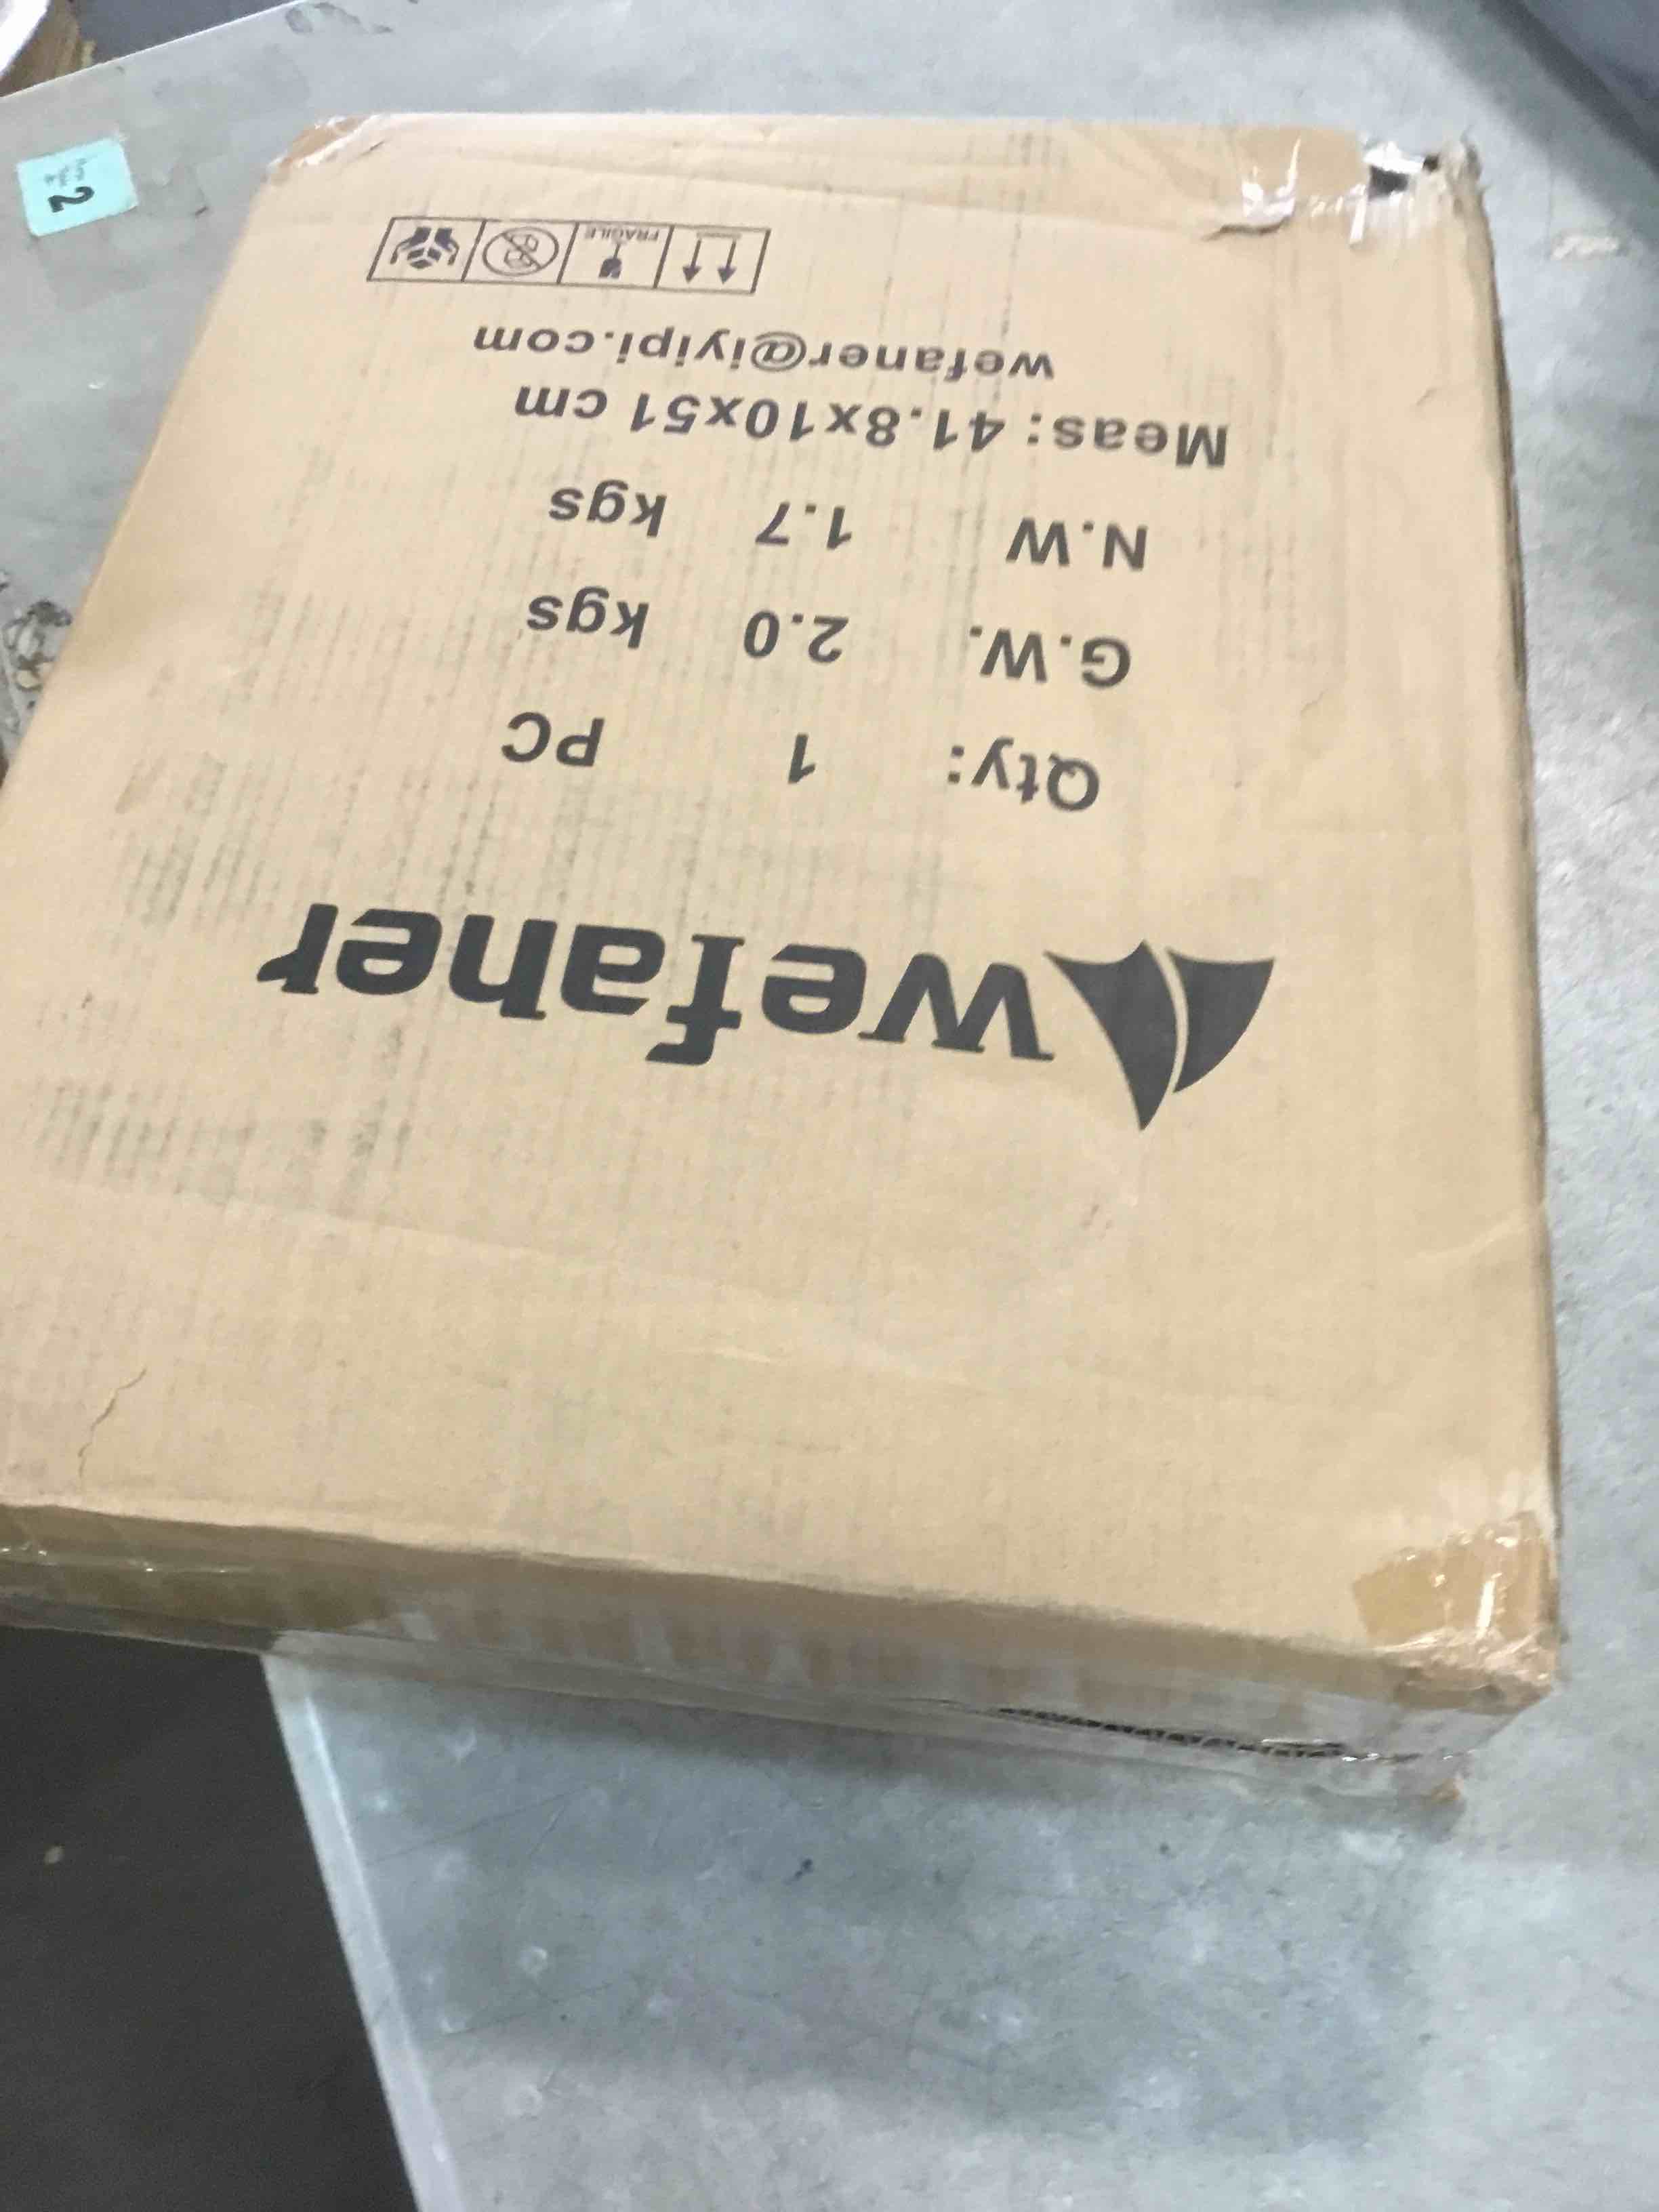 wefaner
Qty: 1 PC
G.W. 2.0 kgs
N.W 1.7 kgs
Meas: 41.8x10x51 cm
wefaner@iyipi.com
FRAGILE
2